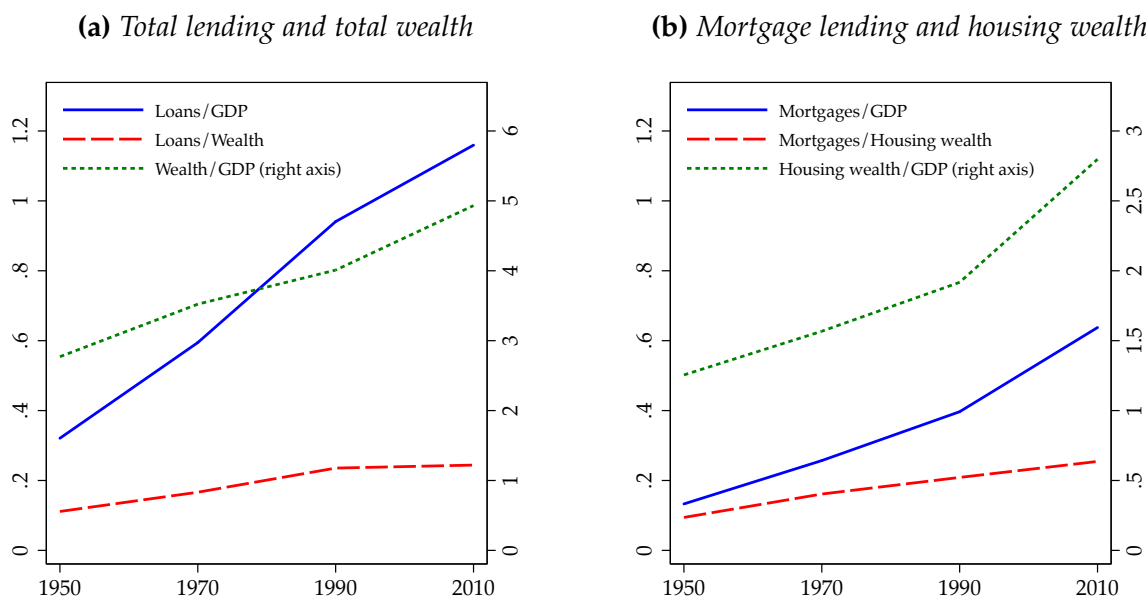 (a) Total lending and total wealth
Loans/GDP
Loans/Wealth
Wealth/GDP (right axis)
1.2
1
.8
.6
.4
.2
0
6
5
4
3
2
1
0
1950 1970 1990 2010
(b) Mortgage lending and housing wealth
Mortgages/GDP
Mortgages/Housing wealth
Housing wealth/GDP (right axis)
1.2
1
.8
.6
.4
.2
0
3
2.5
2
1.5
1
.5
0
1950 1970 1990 2010